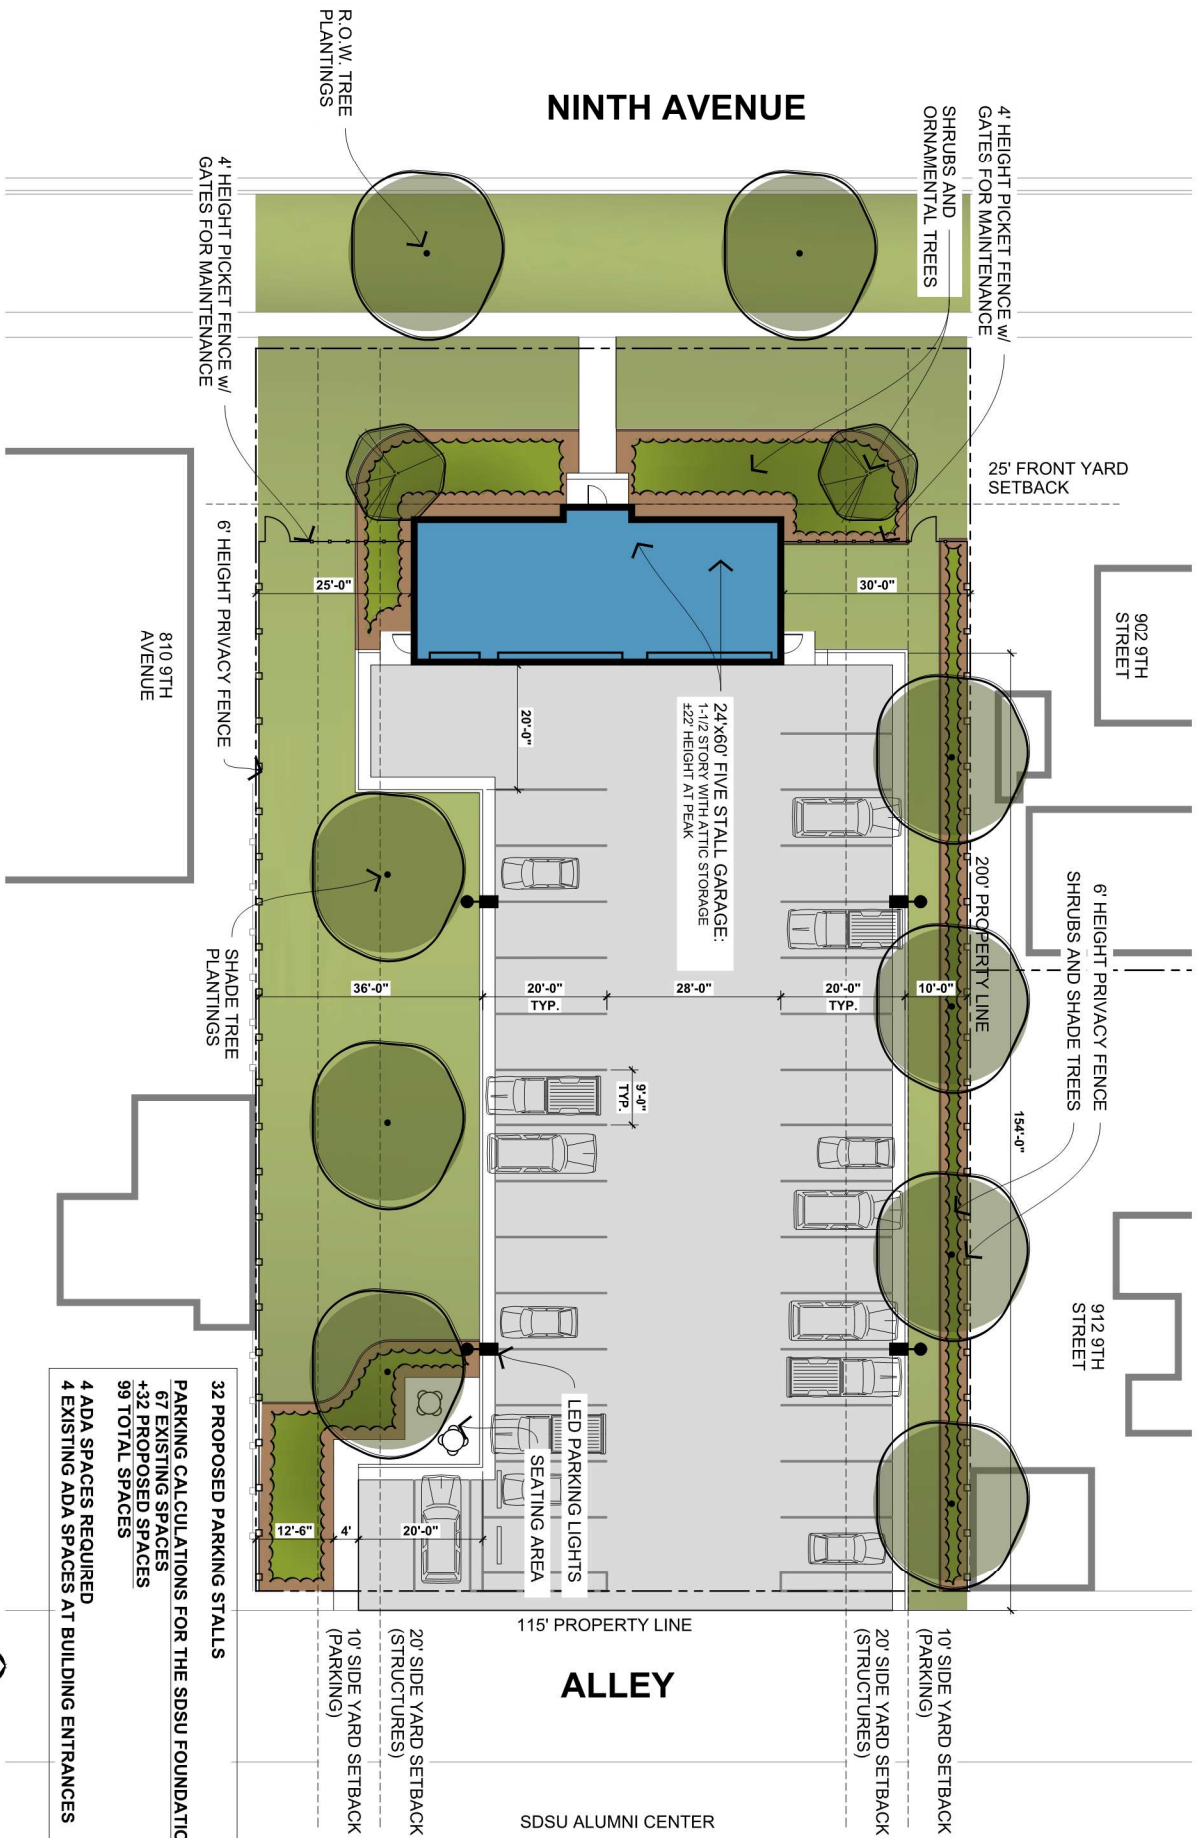 NINTH AVENUE
R.O.W. TREE
PLANTINGS
4' HEIGHT PICKET FENCE w/
GATES FOR MAINTENANCE
SHRUBS AND
ORNAMENTAL TREES
4' HEIGHT PICKET FENCE w/
GATES FOR MAINTENANCE
25' FRONT YARD
SETBACK
6' HEIGHT PRIVACY FENCE
810 9TH
AVENUE
902 9TH
STREET
25'-0"
30'-0"
20'-0"
24'x60' FIVE STALL GARAGE:
1-1/2 STORY WITH ATTIC STORAGE
±22' HEIGHT AT PEAK
200' PROPERTY LINE
6' HEIGHT PRIVACY FENCE
SHRUBS AND SHADE TREES
SHADE TREE
PLANTINGS
36'-0"
20'-0"
TYP.
28'-0"
20'-0"
TYP.
10'-0"
9'-0"
TYP.
154'-0"
912 9TH
STREET
LED PARKING LIGHTS
SEATING AREA
12'-6"
4'
20'-0"
115' PROPERTY LINE
ALLEY
10' SIDE YARD SETBACK
(PARKING)
20' SIDE YARD SETBACK
(STRUCTURES)
20' SIDE YARD SETBACK
(STRUCTURES)
10' SIDE YARD SETBACK
(PARKING)
SDSU ALUMNI CENTER
32 PROPOSED PARKING STALLS
PARKING CALCULATIONS FOR THE SDSU
67 EXISTING SPACES
+32 PROPOSED SPACES
99 TOTAL SPACES
4 ADA SPACES REQUIRED
4 EXISTING ADA SPACES AT BUILDING ENTRANCES